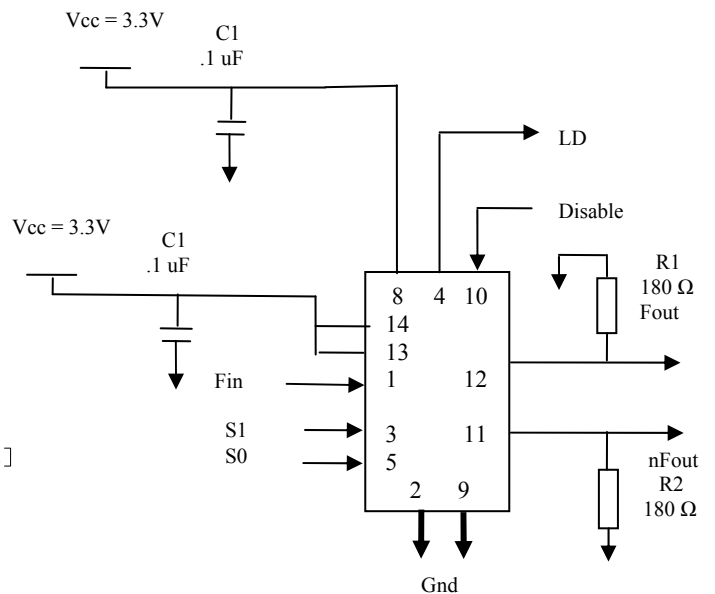 Vcc = 3.3V
C1
.1 uF
LD
Disable
Vcc = 3.3V
C1
.1 uF
R1
180 Ω
Fout
8 4 10
14
13
Fin
1 12
S1
3 11
S0
5
]
nFout
R2
180 Ω
2 9
Gnd